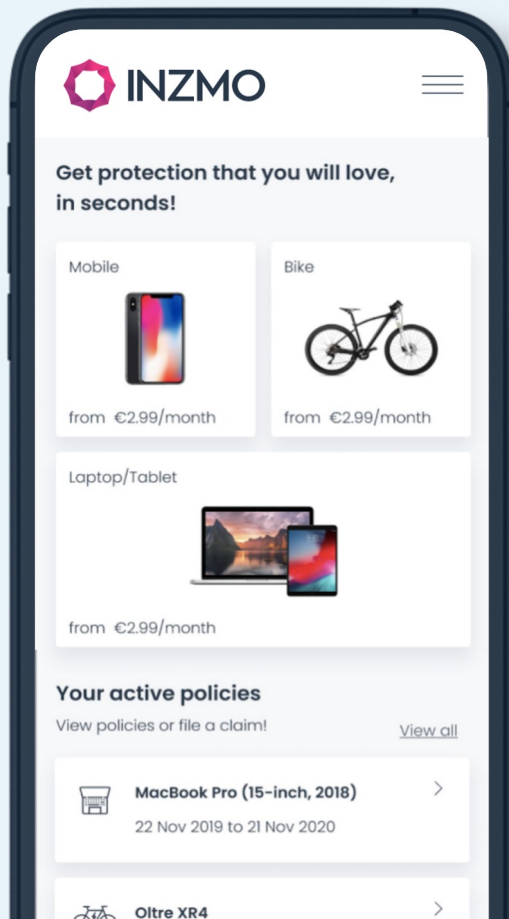 INZMO
Get protection that you will love,
in seconds!
Mobile
from €2.99/month
Bike
from €2.99/month
Laptop/Tablet
from €2.99/month
Your active policies
View policies or file a claim!
View all
MacBook Pro (15-inch, 2018)
22 Nov 2019 to 21 Nov 2020
Oltre XR4